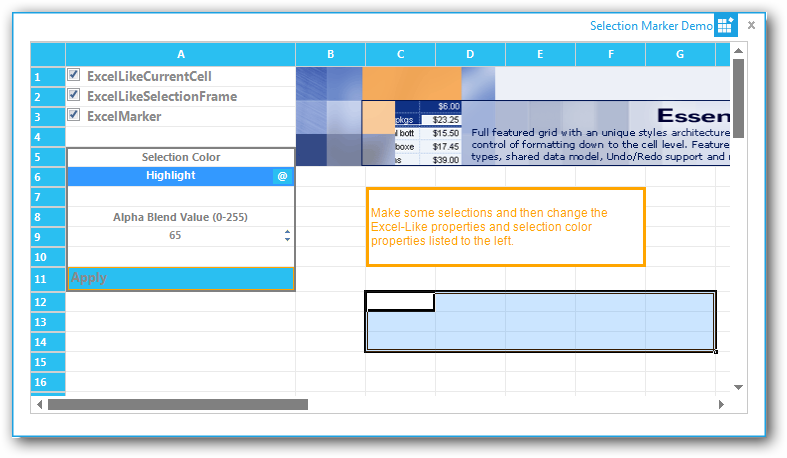 Selection Marker Demo
A B C D E F G
1 ExcelLikeCurrentCell
2 ExcelLikeSelectionFrame $6.00
3 ExcelMarker pkgs $23.25 Essen
4 l bott $15.50 Full featured grid with an unique styles architecture
5 Selection Color boxe $17.45 control of formatting down to the cell level. Feature
s $39.00 types, shared data model, Undo/Redo support and
6 Highlight @
7
8 Alpha Blend Value (0-255) Make some selections and then change the
9 65 Excel-Like properties and selection color
10 properties listed to the left.
11 Apply
12
13
14
15
16